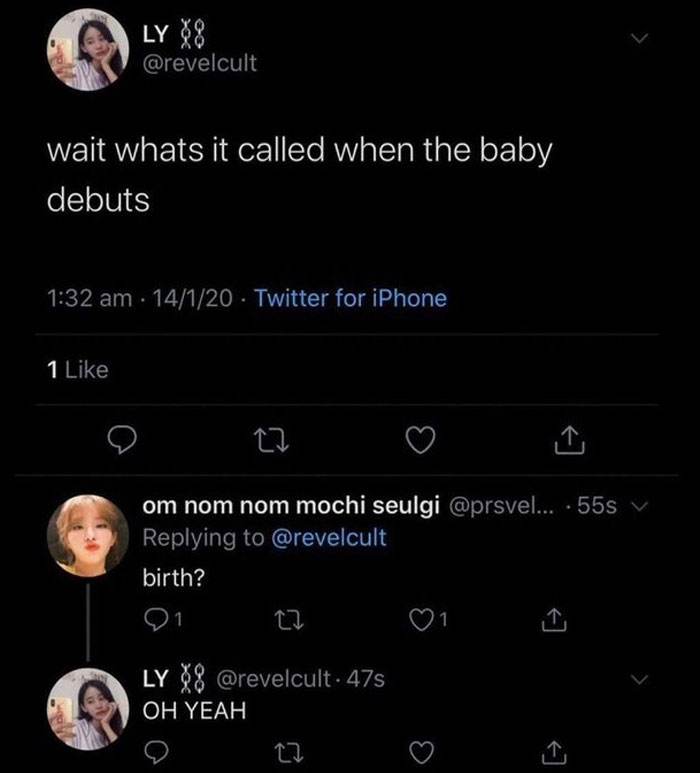 LY
@revelcult
wait whats it called when the baby
debuts
1:32 am · 14/1/20 · Twitter for iPhone
1 Like
om nom nom mochi seulgi @prsvel... · 55s
Replying to @revelcult
birth?
1 1
LY @revelcult · 47s
OH YEAH